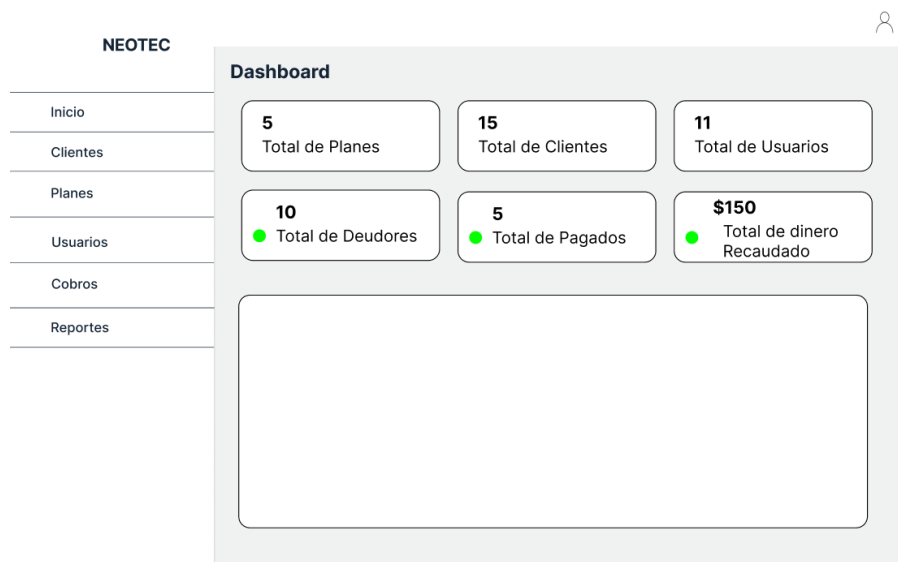 NEOTEC
Inicio
Clientes
Planes
Usuarios
Cobros
Reportes
Dashboard
5
Total de Planes
15
Total de Clientes
11
Total de Usuarios
10
Total de Deudores
5
Total de Pagados
$150
Total de dinero
Recaudado